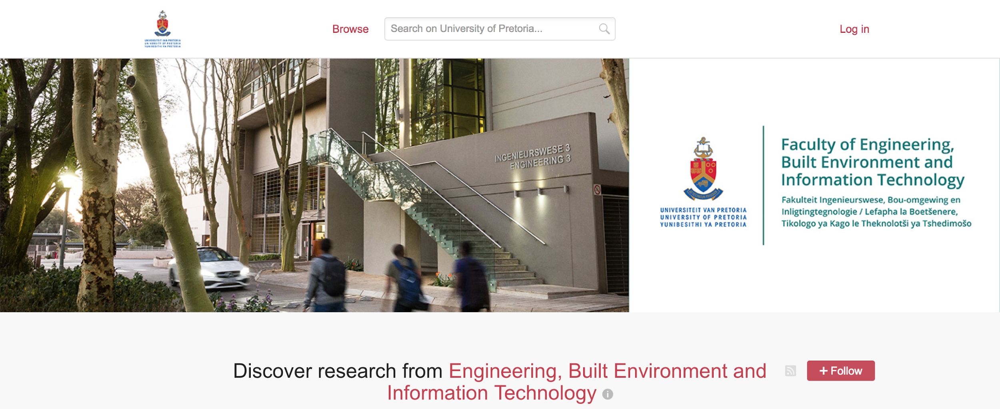 UNIVERSITEIT VAN PRETORIA
UNIVERSITY OF PRETORIA
YUNIBESITHI YA PRETORIA
Browse
Search on University of Pretoria...
Log in
INGENIEURSWESE 3
ENGINEERING 3
UNIVERSITEIT VAN PRETORIA
UNIVERSITY OF PRETORIA
YUNIBESITHI YA PRETORIA
Faculty of Engineering,
Built Environment and
Information Technology
Fakulteit Ingenieurswese, Bou-omgewing en
Inligtingtegnologie / Lefapha la Boetšenere,
Tikologo ya Kago le Theknolotši ya Tshedimošo
Discover research from Engineering, Built Environment and
Information Technology
+ Follow